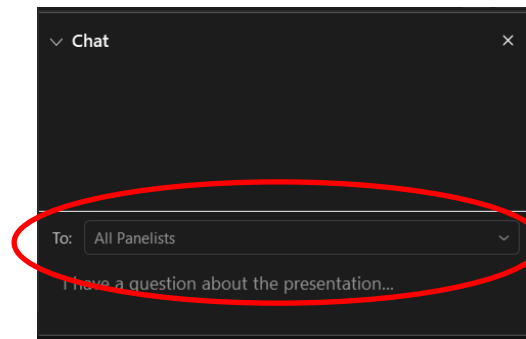 Chat
To: All Panelists
I have a question about the presentation...